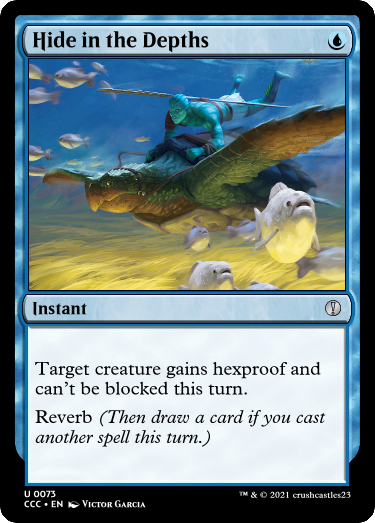 Hide in the Depths
Instant
Target creature gains hexproof and
can't be blocked this turn.
Reverb (Then draw a card if you cast
another spell this turn.)
U 0073
CCC • EN VICTOR GARCIA
™ & © 2021 crushcastles23